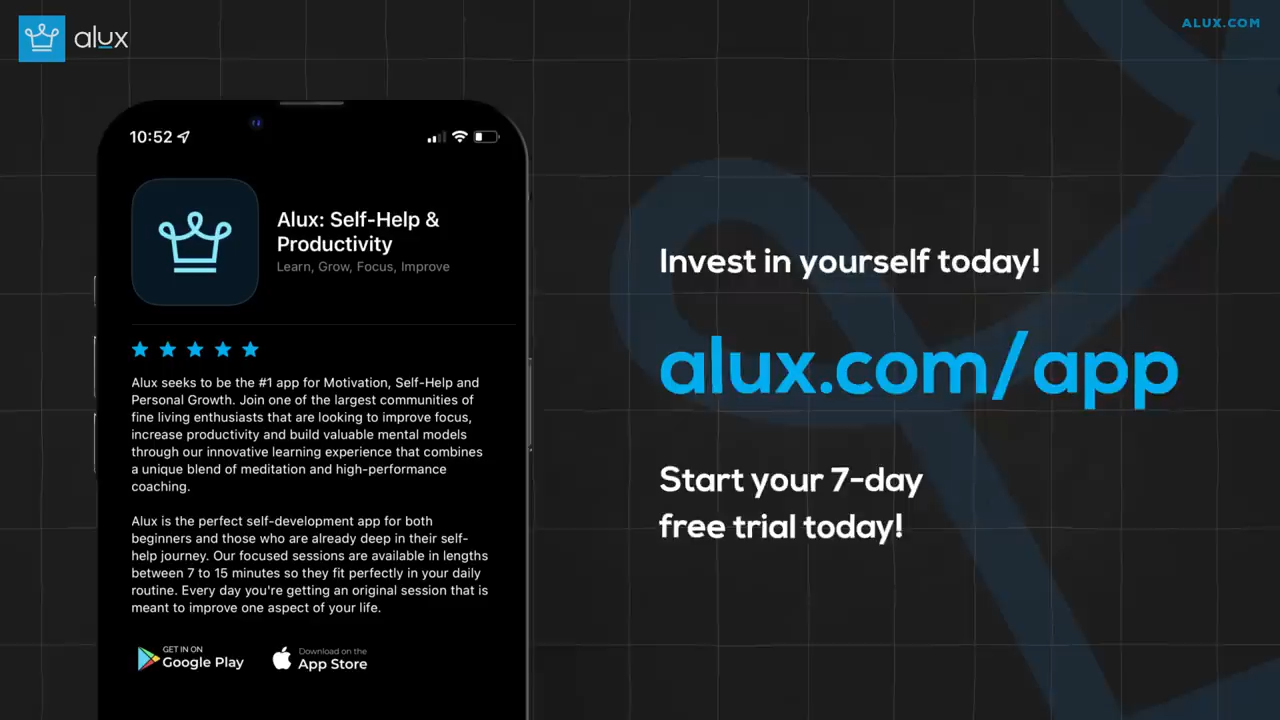 alux
ALUX.COM
10:52
Alux: Self-Help &
Productivity
Learn, Grow, Focus, Improve
Alux seeks to be the #1 app for Motivation, Self-Help and
Personal Growth. Join one of the largest communities of
fine living enthusiasts that are looking to improve focus,
increase productivity and build valuable mental models
through our innovative learning experience that combines
a unique blend of meditation and high-performance
coaching.
Alux is the perfect self-development app for both
beginners and those who are already deep in their self-
help journey. Our focused sessions are available in lengths
between 7 to 15 minutes so they fit perfectly in your daily
routine. Every day you're getting an original session that is
meant to improve one aspect of your life.
GET IN ON
Google Play
Download on the
App Store
Invest in yourself today!
alux.com/app
Start your 7-day
free trial today!